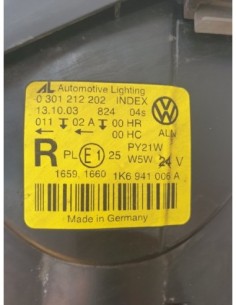 AL Automotive Lighting
0 301 212 202 INDEX
13.10.03 824 04s
011 02 A 00 HR
00 HC
R PL E1 25 PY21W
W5W 24 V
1659. 1660 1K6 941 006 A
Made in Germany